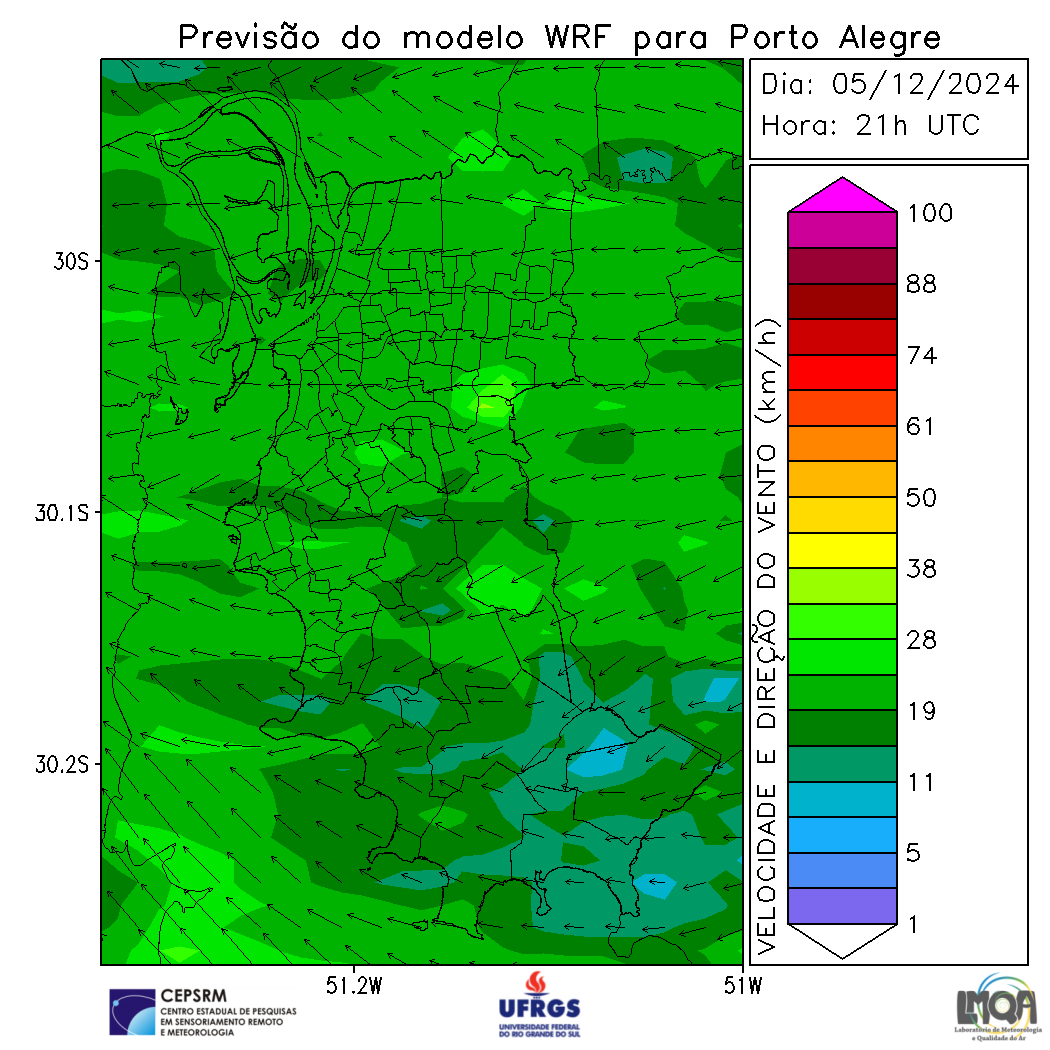 Previsão do modelo WRF para Porto Alegre
Dia: 05/12/2024
Hora: 21h UTC
30S
30.1S
30.2S
51.2W
51W
VELOCIDADE E DIREÇÃO DO VENTO (km/h)
100
88
74
61
50
38
28
19
11
5
1
CEPSRM
CENTRO ESTADUAL DE PESQUISAS
EM SENSORIAMENTO REMOTO
E METEOROLOGIA
UFRGS
UNIVERSIDADE FEDERAL
DO RIO GRANDE DO SUL
LMQA
Laboratório de Meteorologia
e Qualidade do Ar